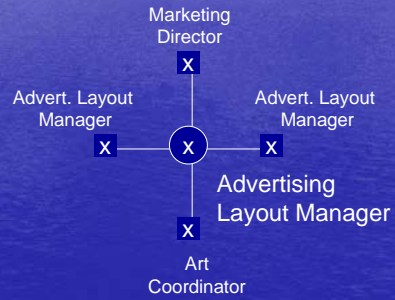 Marketing
Director
X
Advert. Layout
Manager
Advert. Layout
Manager
X
X
X
Advertising
Layout Manager
X
Art
Coordinator